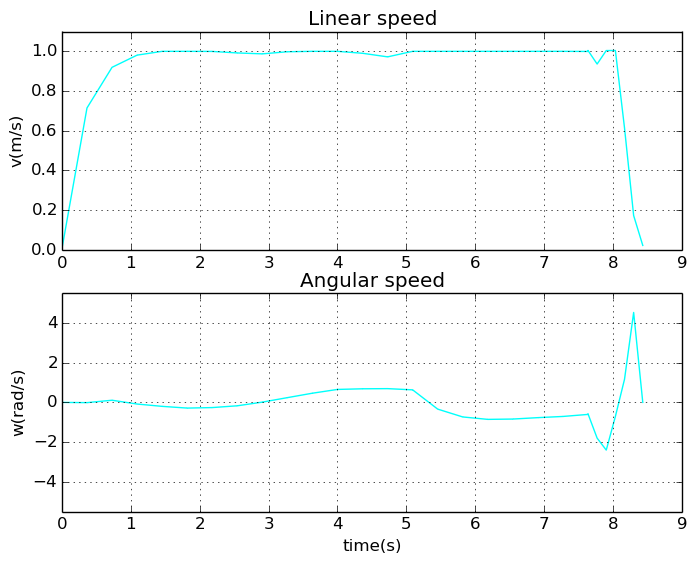 Linear speed
1.0
0.8
0.6
0.4
0.2
0.0
v(m/s)
0 1 2 3 4 5 6 7 8 9
Angular speed
4
2
0
−2
−4
w(rad/s)
0 1 2 3 4 5 6 7 8 9
time(s)